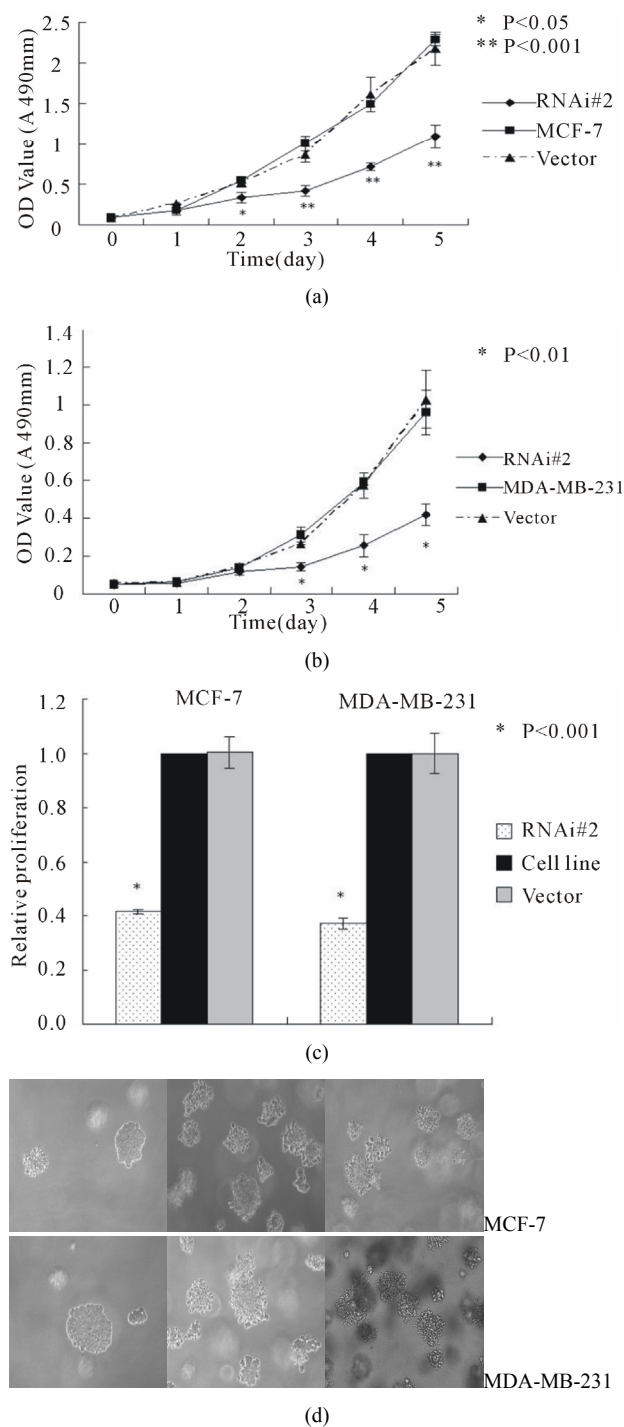 2.5
2
1.5
1
0.5
0
OD Value (A 490mm)
0 1 2 3 4 5
Time(day)
* P<0.05
** P<0.001
RNAi#2
MCF-7
Vector
* ** ** **
(a)
1.4
1.2
1
0.8
0.6
0.4
0.2
0
OD Value (A 490mm)
0 1 2 3 4 5
Time(day)
* P<0.01
RNAi#2
MDA-MB-231
Vector
* * *
(b)
1.2
1.0
0.8
0.6
0.4
0.2
0.0
Relative proliferation
MCF-7 MDA-MB-231
* *
* P<0.001
RNAi#2
Cell line
Vector
(c)
MCF-7
MDA-MB-231
(d)